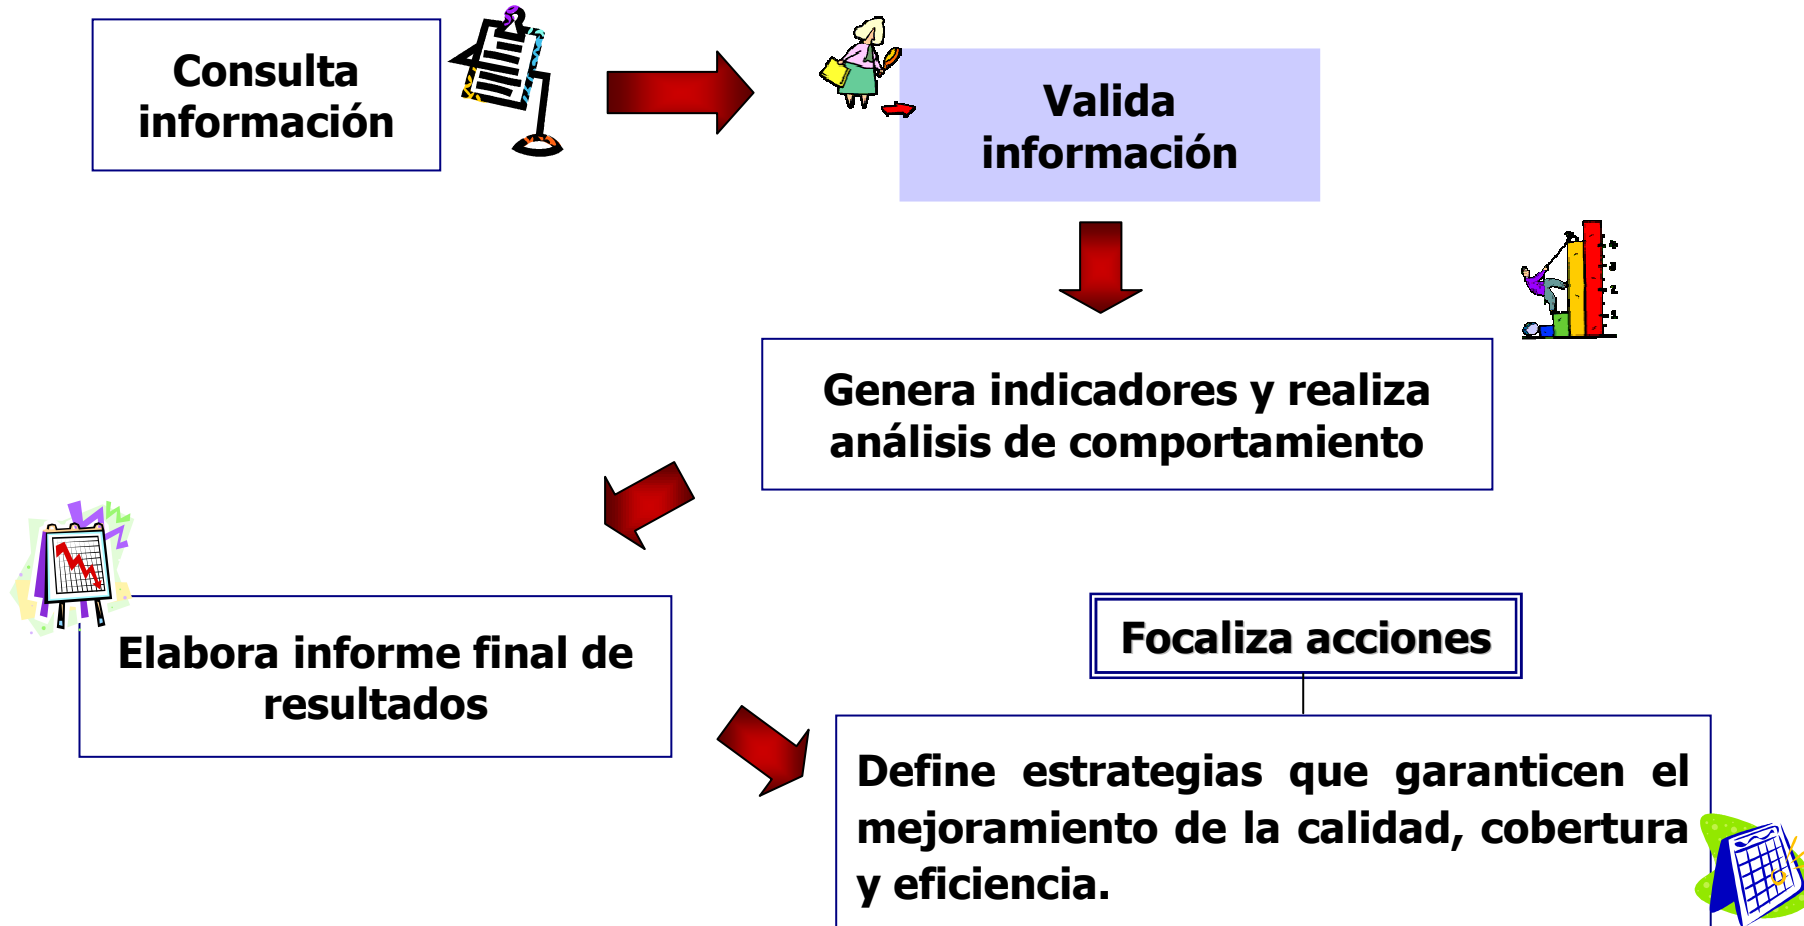 Consulta
información
Valida
información
Genera indicadores y realiza
análisis de comportamiento
Elabora informe final de
resultados
Focaliza acciones
Define estrategias que garanticen el
mejoramiento de la calidad, cobertura
y eficiencia.